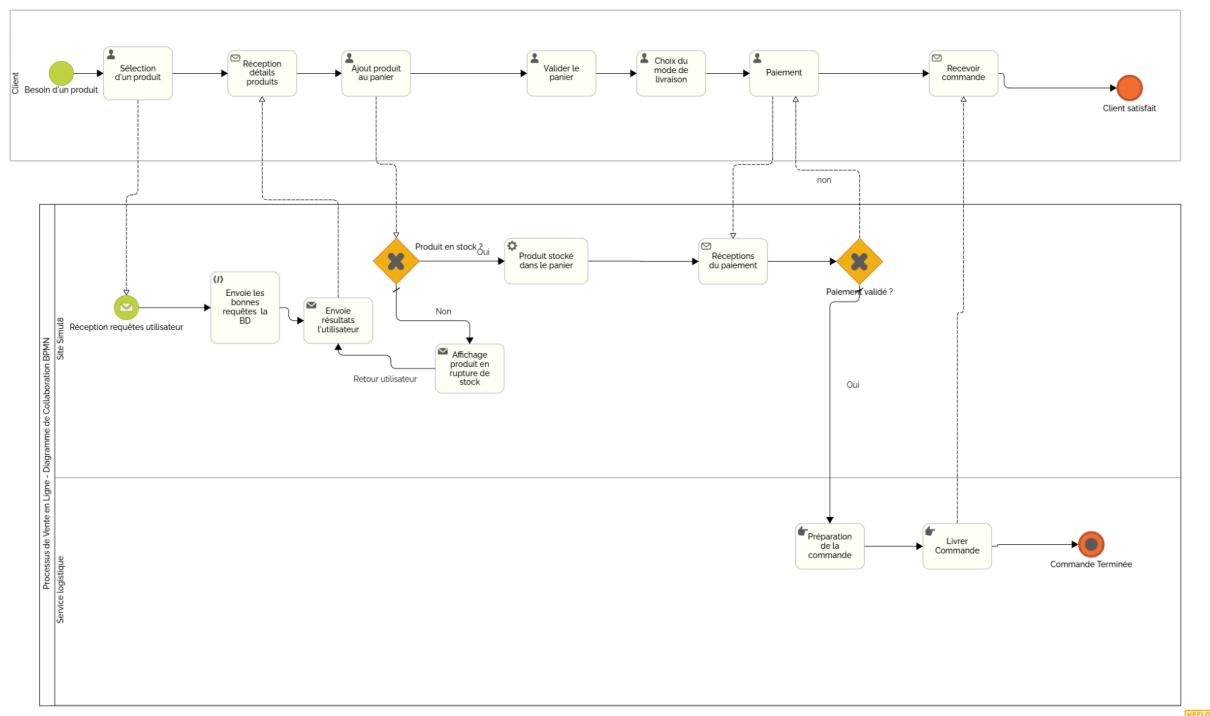 Client
Besoin d'un produit
Sélection
d'un produit
Réception
détails
produits
Ajout produit
au panier
Valider le
panier
Choix du
mode de
livraison
Paiement
Recevoir
commande
Client satisfait
non
Processus de Vente en Ligne - Diagramme de Collaboration BPMN
Site Simul8
Réception requêtes utilisateur
{/}
Envoie les
bonnes
requêtes la
BD
Envoie
résultats
l'utilisateur
Produit en stock ?
Oui
Non
Affichage
produit en
rupture de
stock
Retour utilisateur
Produit stocké
dans le panier
Réceptions
du paiement
Paiement validé ?
Oui
Service logistique
Préparation
de la
commande
Livrer
Commande
Commande Terminée
HEFLO